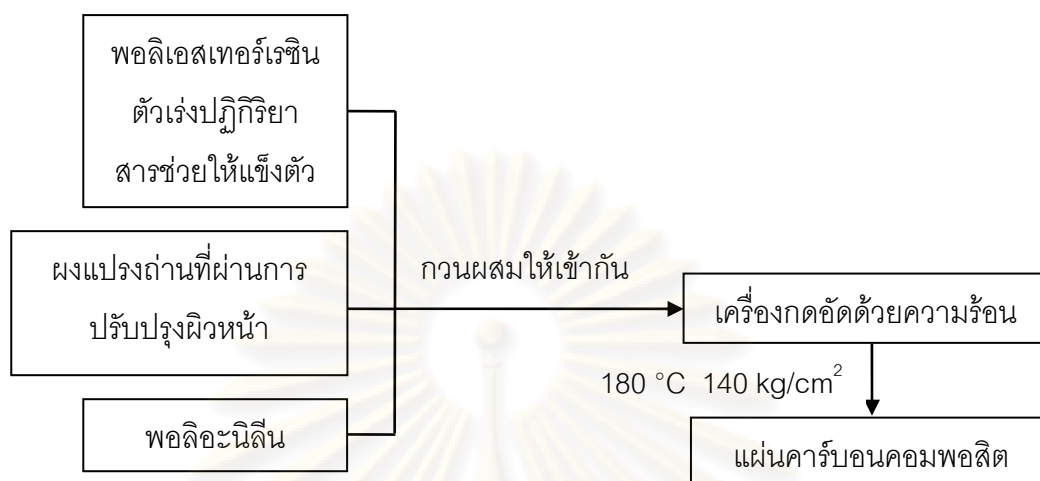 พอลิเอสเทอร์เรซิน
ตัวเร่งปฏิกิริยา
สารช่วยให้แข็งตัว
ผงแปรงถ่านที่ผ่านการ
ปรับปรุงผิวหน้า
พอลิอะนิลีน
กวนผสมให้เข้ากัน
เครื่องกดอัดด้วยความร้อน
180 °C 140 kg/cm²
แผ่นคาร์บอนคอมพอสิต